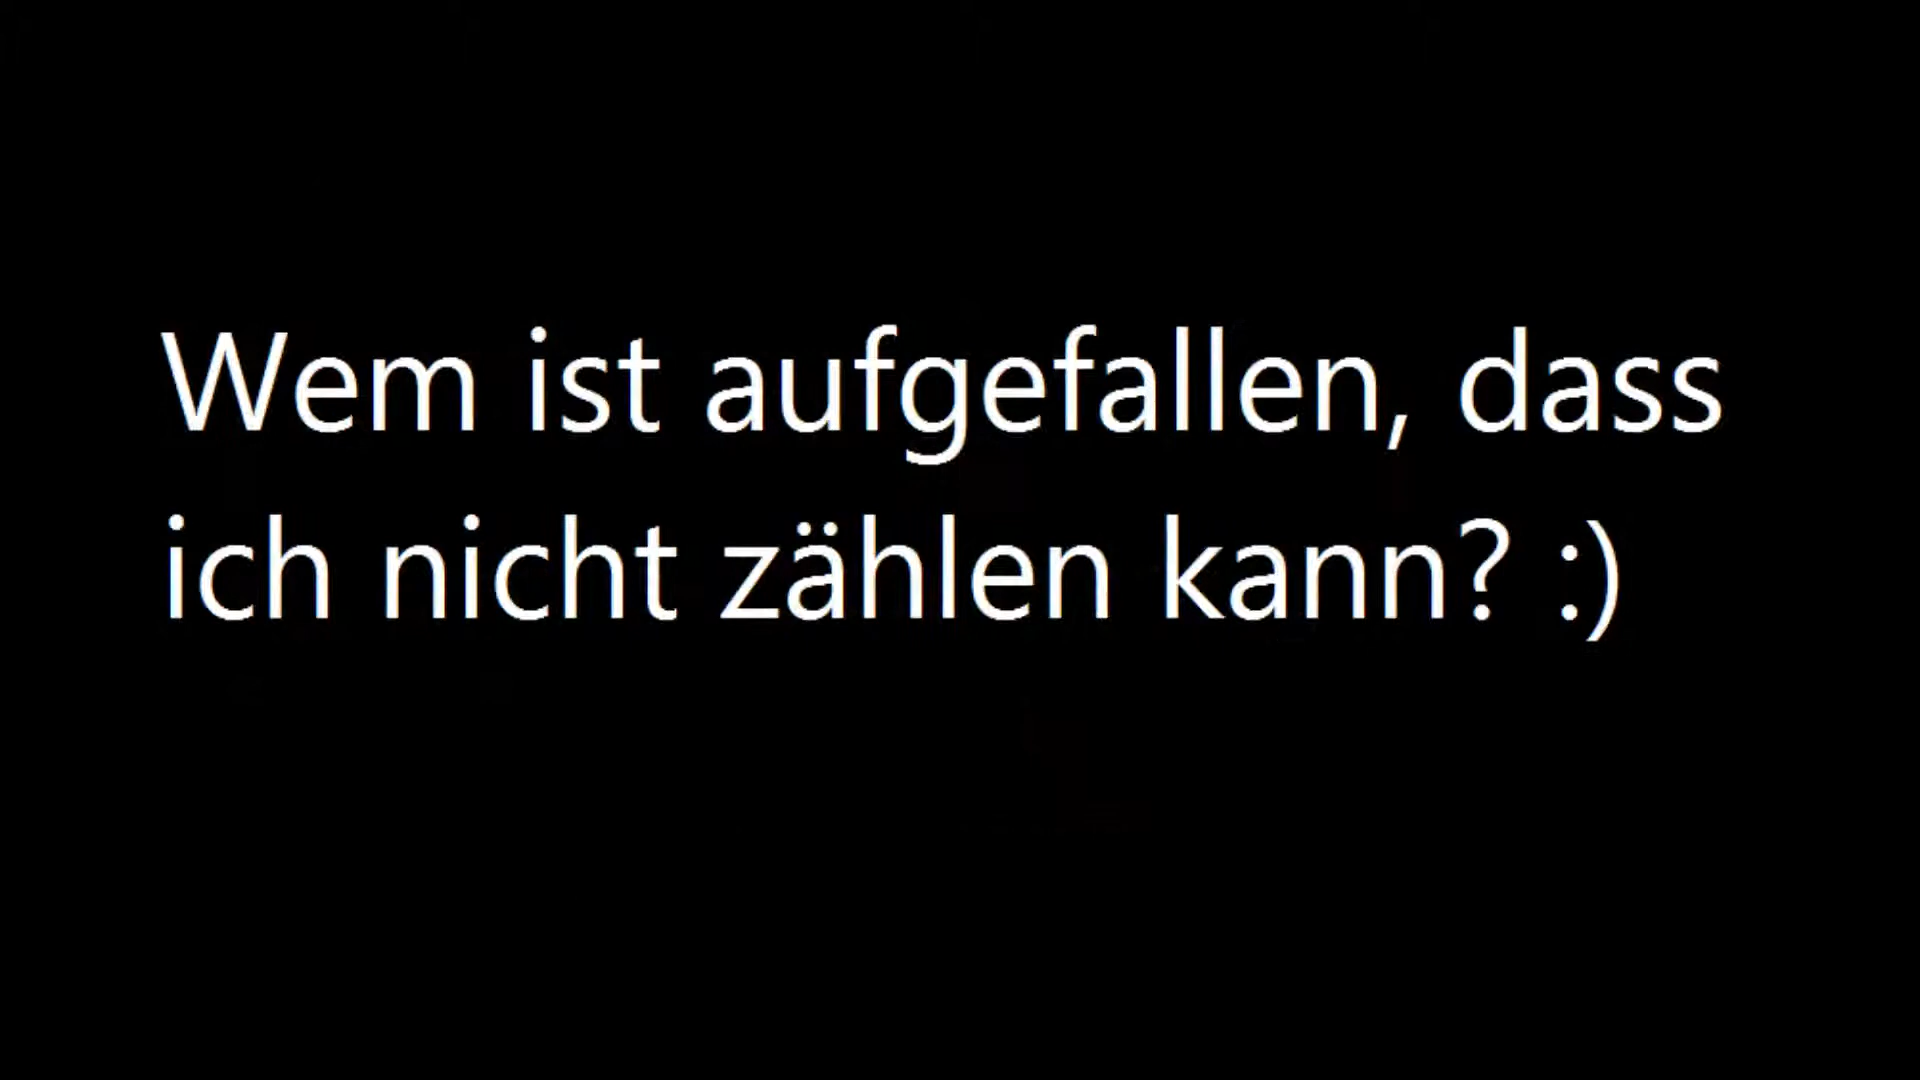 Wem ist aufgefallen, dass
ich nicht zählen kann? :)